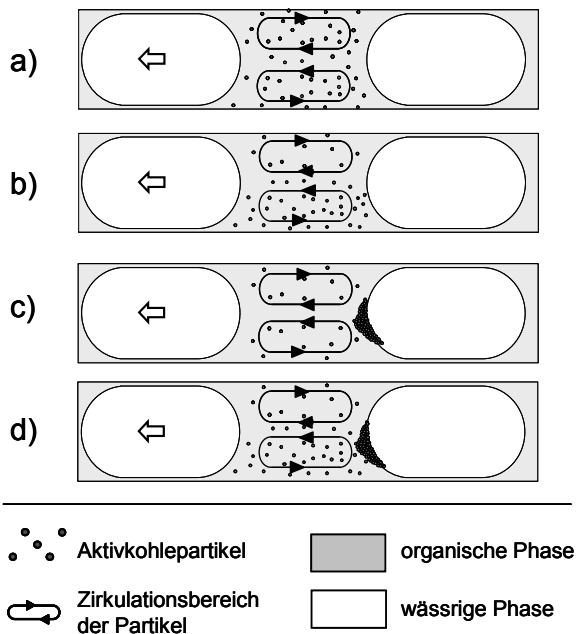 a)
b)
c)
d)
Aktivkohlepartikel
organische Phase
Zirkulationsbereich
der Partikel
wässrige Phase